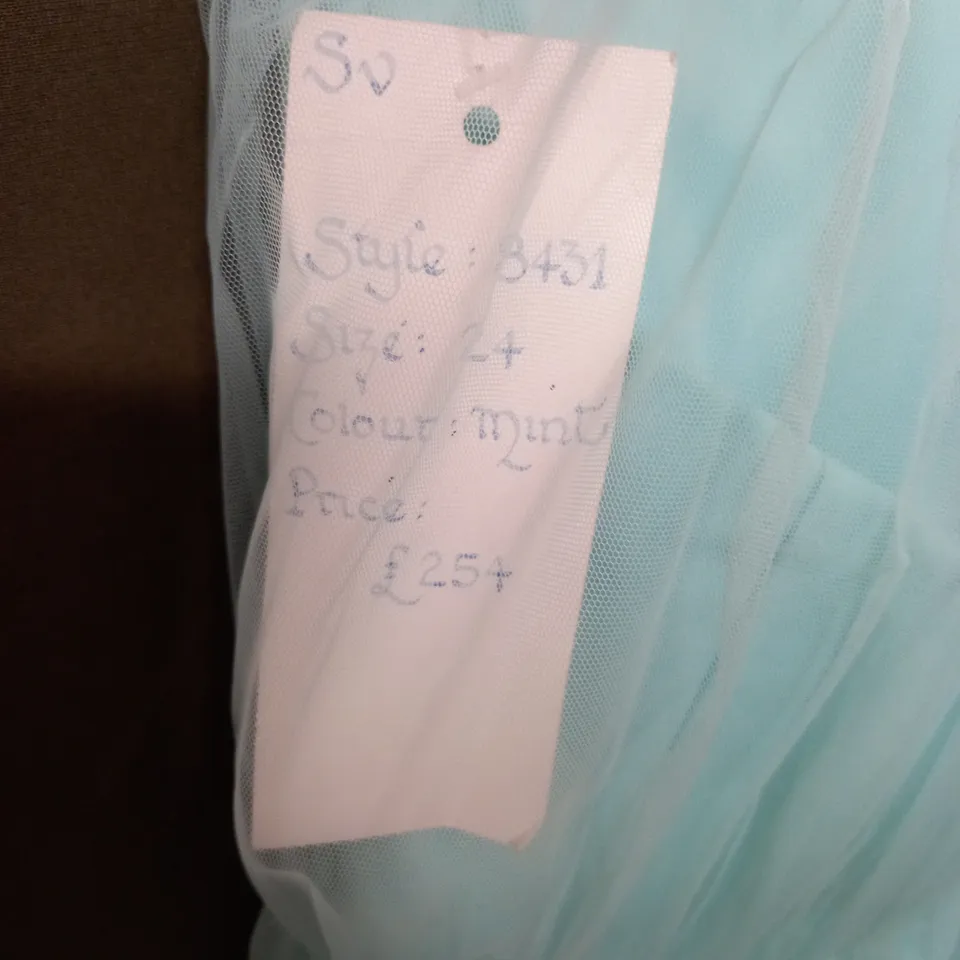 Sv
Style: 8431
Size: 24
Colour: Mint
Price:
£254